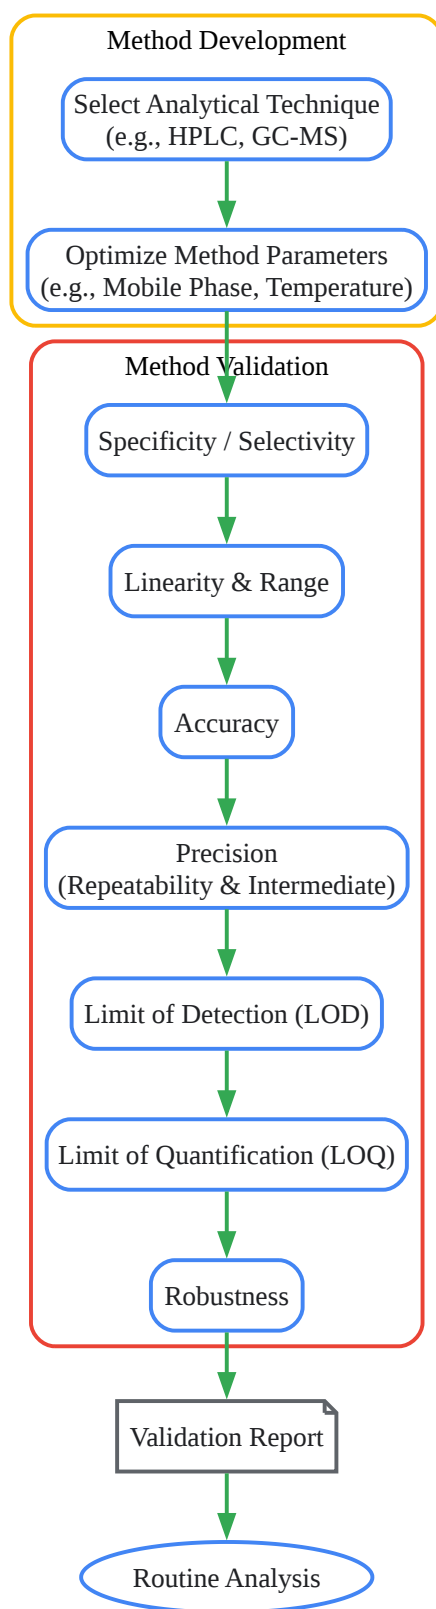 Method Development
Select Analytical Technique
(e.g., HPLC, GC-MS)
Optimize Method Parameters
(e.g., Mobile Phase, Temperature)
Method Validation
Specificity / Selectivity
Linearity & Range
Accuracy
Precision
(Repeatability & Intermediate)
Limit of Detection (LOD)
Limit of Quantification (LOQ)
Robustness
Validation Report
Routine Analysis